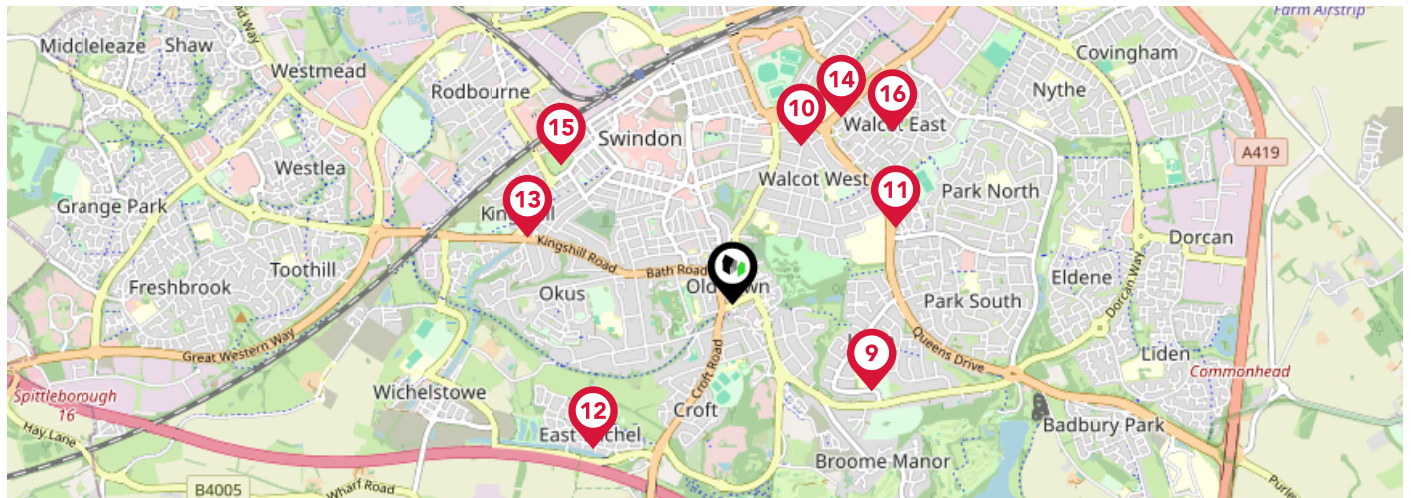 Farm Airstrip
Midcleleaze
Shaw
Westmead
Rodbourne
Covingham
Nythe
14
10
16
15
Swindon
Walcot East
A419
Westlea
Walcot West
Park North
13
11
Grange Park
Kingshill Road
Dorcan
Toothill
Bath Road
Freshbrook
Okus
Eldene
Park South
Dorcan Way
Great Western Way
Queens Drive
9
Liden
Croft Road
Commonhead
Spittleborough
16
Wichelstowe
12
Croft
Hay Lane
Badbury Park
Broome Manor
B4005
Wharf Road